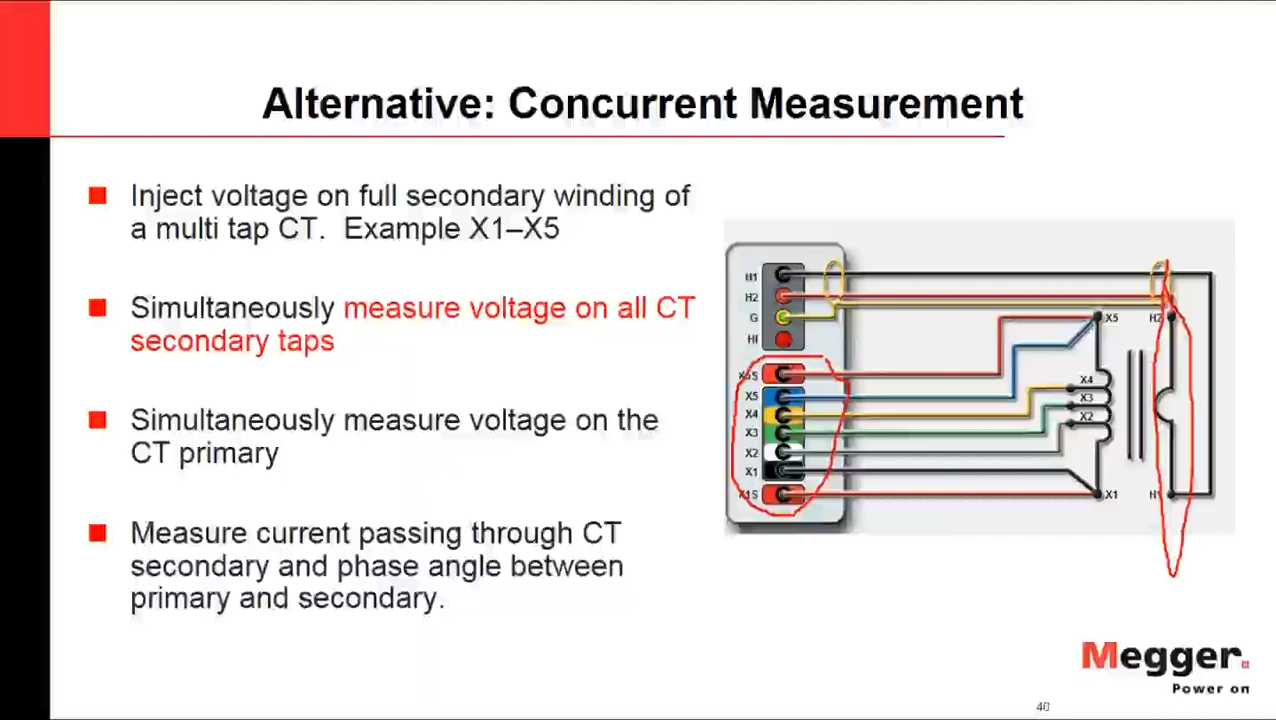 Alternative: Concurrent Measurement
Inject voltage on full secondary winding of
a multi tap CT. Example X1–X5
Simultaneously measure voltage on all CT
secondary taps
Simultaneously measure voltage on the
CT primary
Measure current passing through CT
secondary and phase angle between
primary and secondary.
H1
H2
G
HI
X5S
X5
X4
X3
X2
X1
X1S
X5
H2
X4
X3
X2
X1
H1
Megger
Power on
40